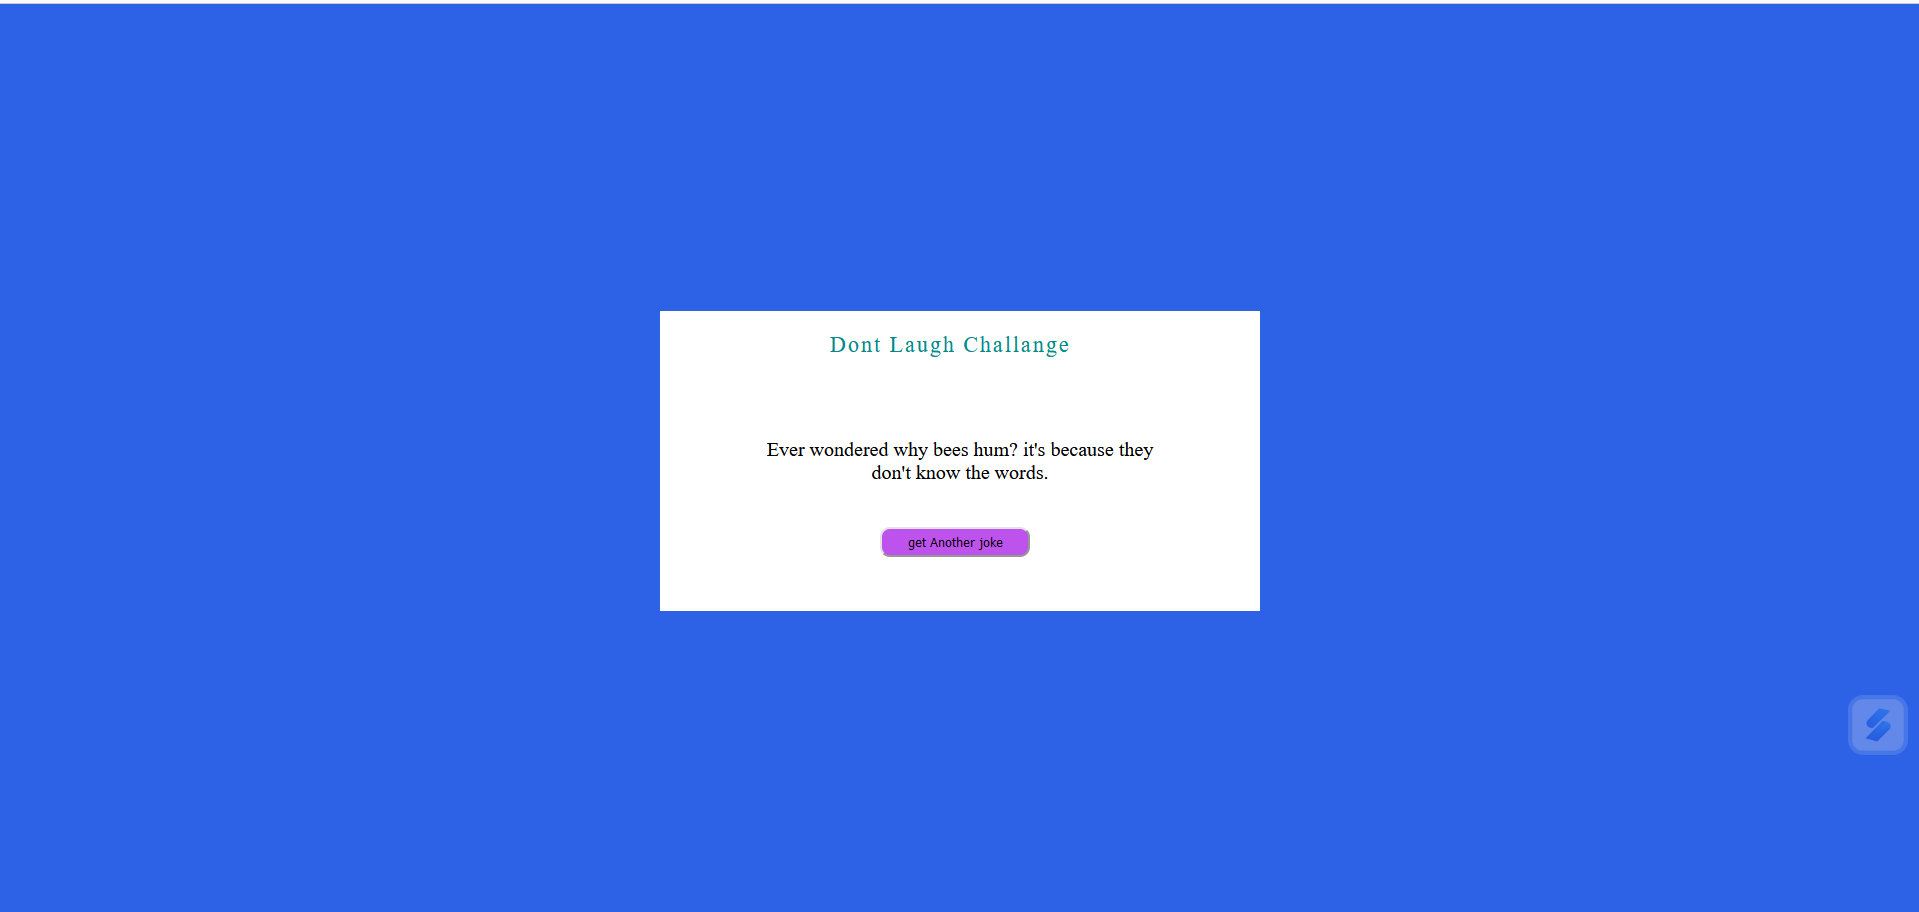 Dont Laugh Challange
Ever wondered why bees hum? it's because they
don't know the words.
get Another joke